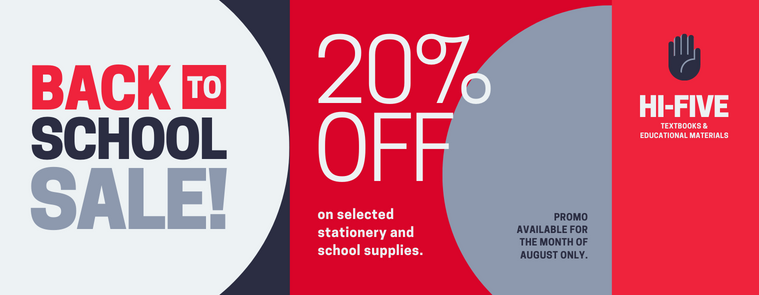 BACK TO
SCHOOL
SALE!
20%
OFF
on selected
stationery and
school supplies.
PROMO
AVAILABLE FOR
THE MONTH OF
AUGUST ONLY.
HI-FIVE
TEXTBOOKS &
EDUCATIONAL MATERIALS